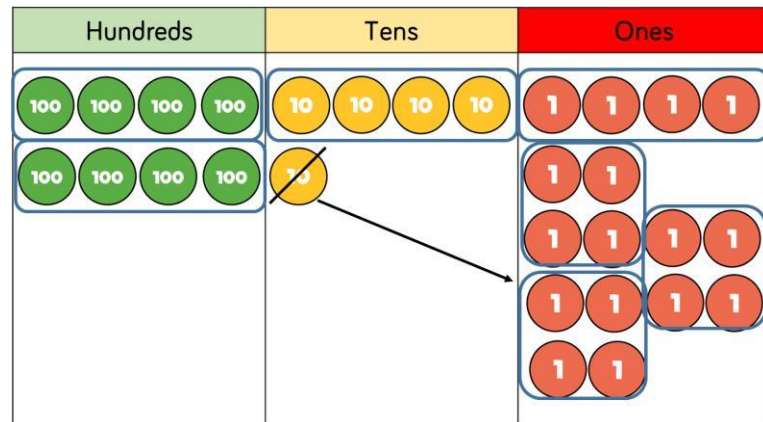 Hundreds Tens Ones
100 100 100 100 10 10 10 10 1 1 1 1
100 100 100 100 10 1 1
1 1 1 1
1 1 1 1
1 1